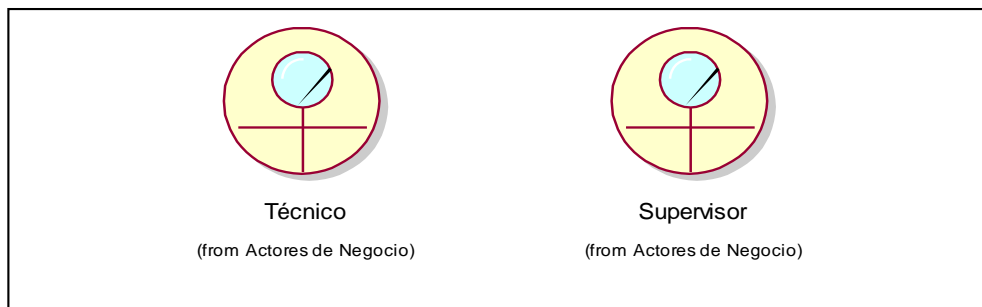 Técnico
(from Actores de Negocio)
Supervisor
(from Actores de Negocio)